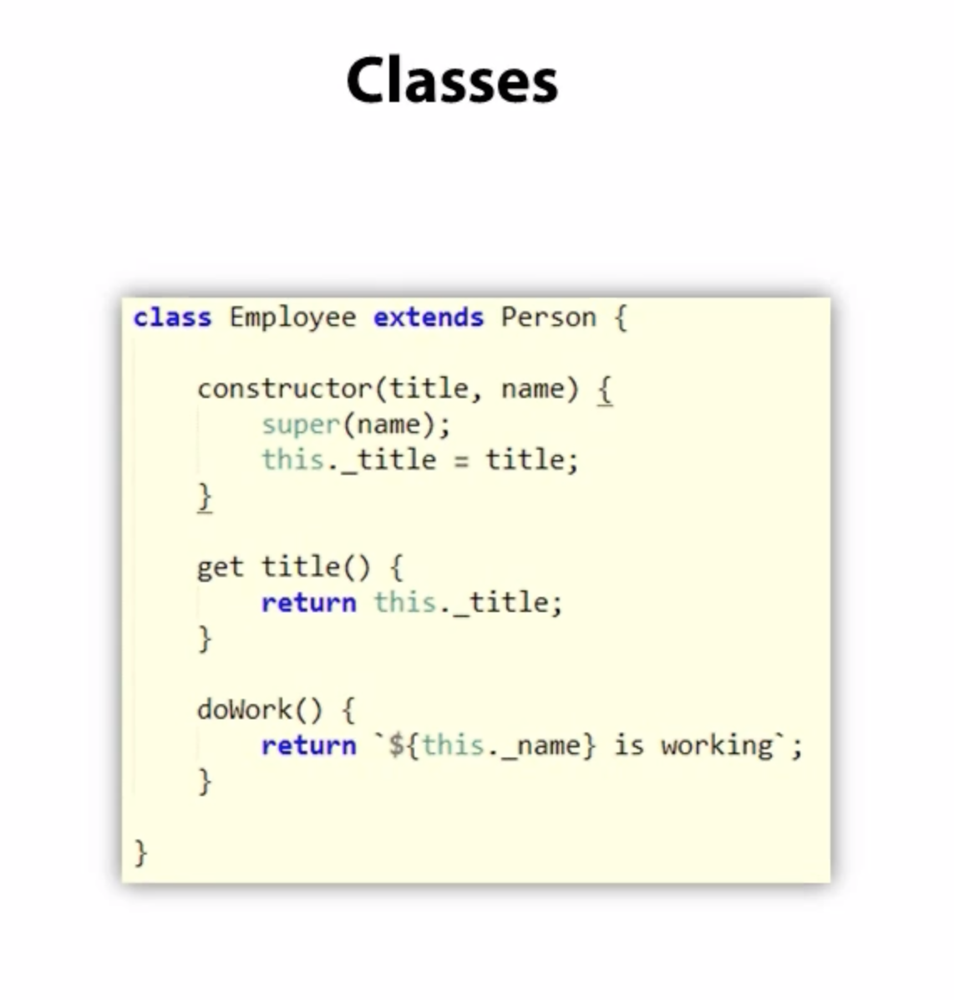 Classes
class Employee extends Person {
constructor(title, name) {
super(name);
this._title = title;
}
get title() {
return this._title;
}
doWork() {
return `${this._name} is working`;
}
}